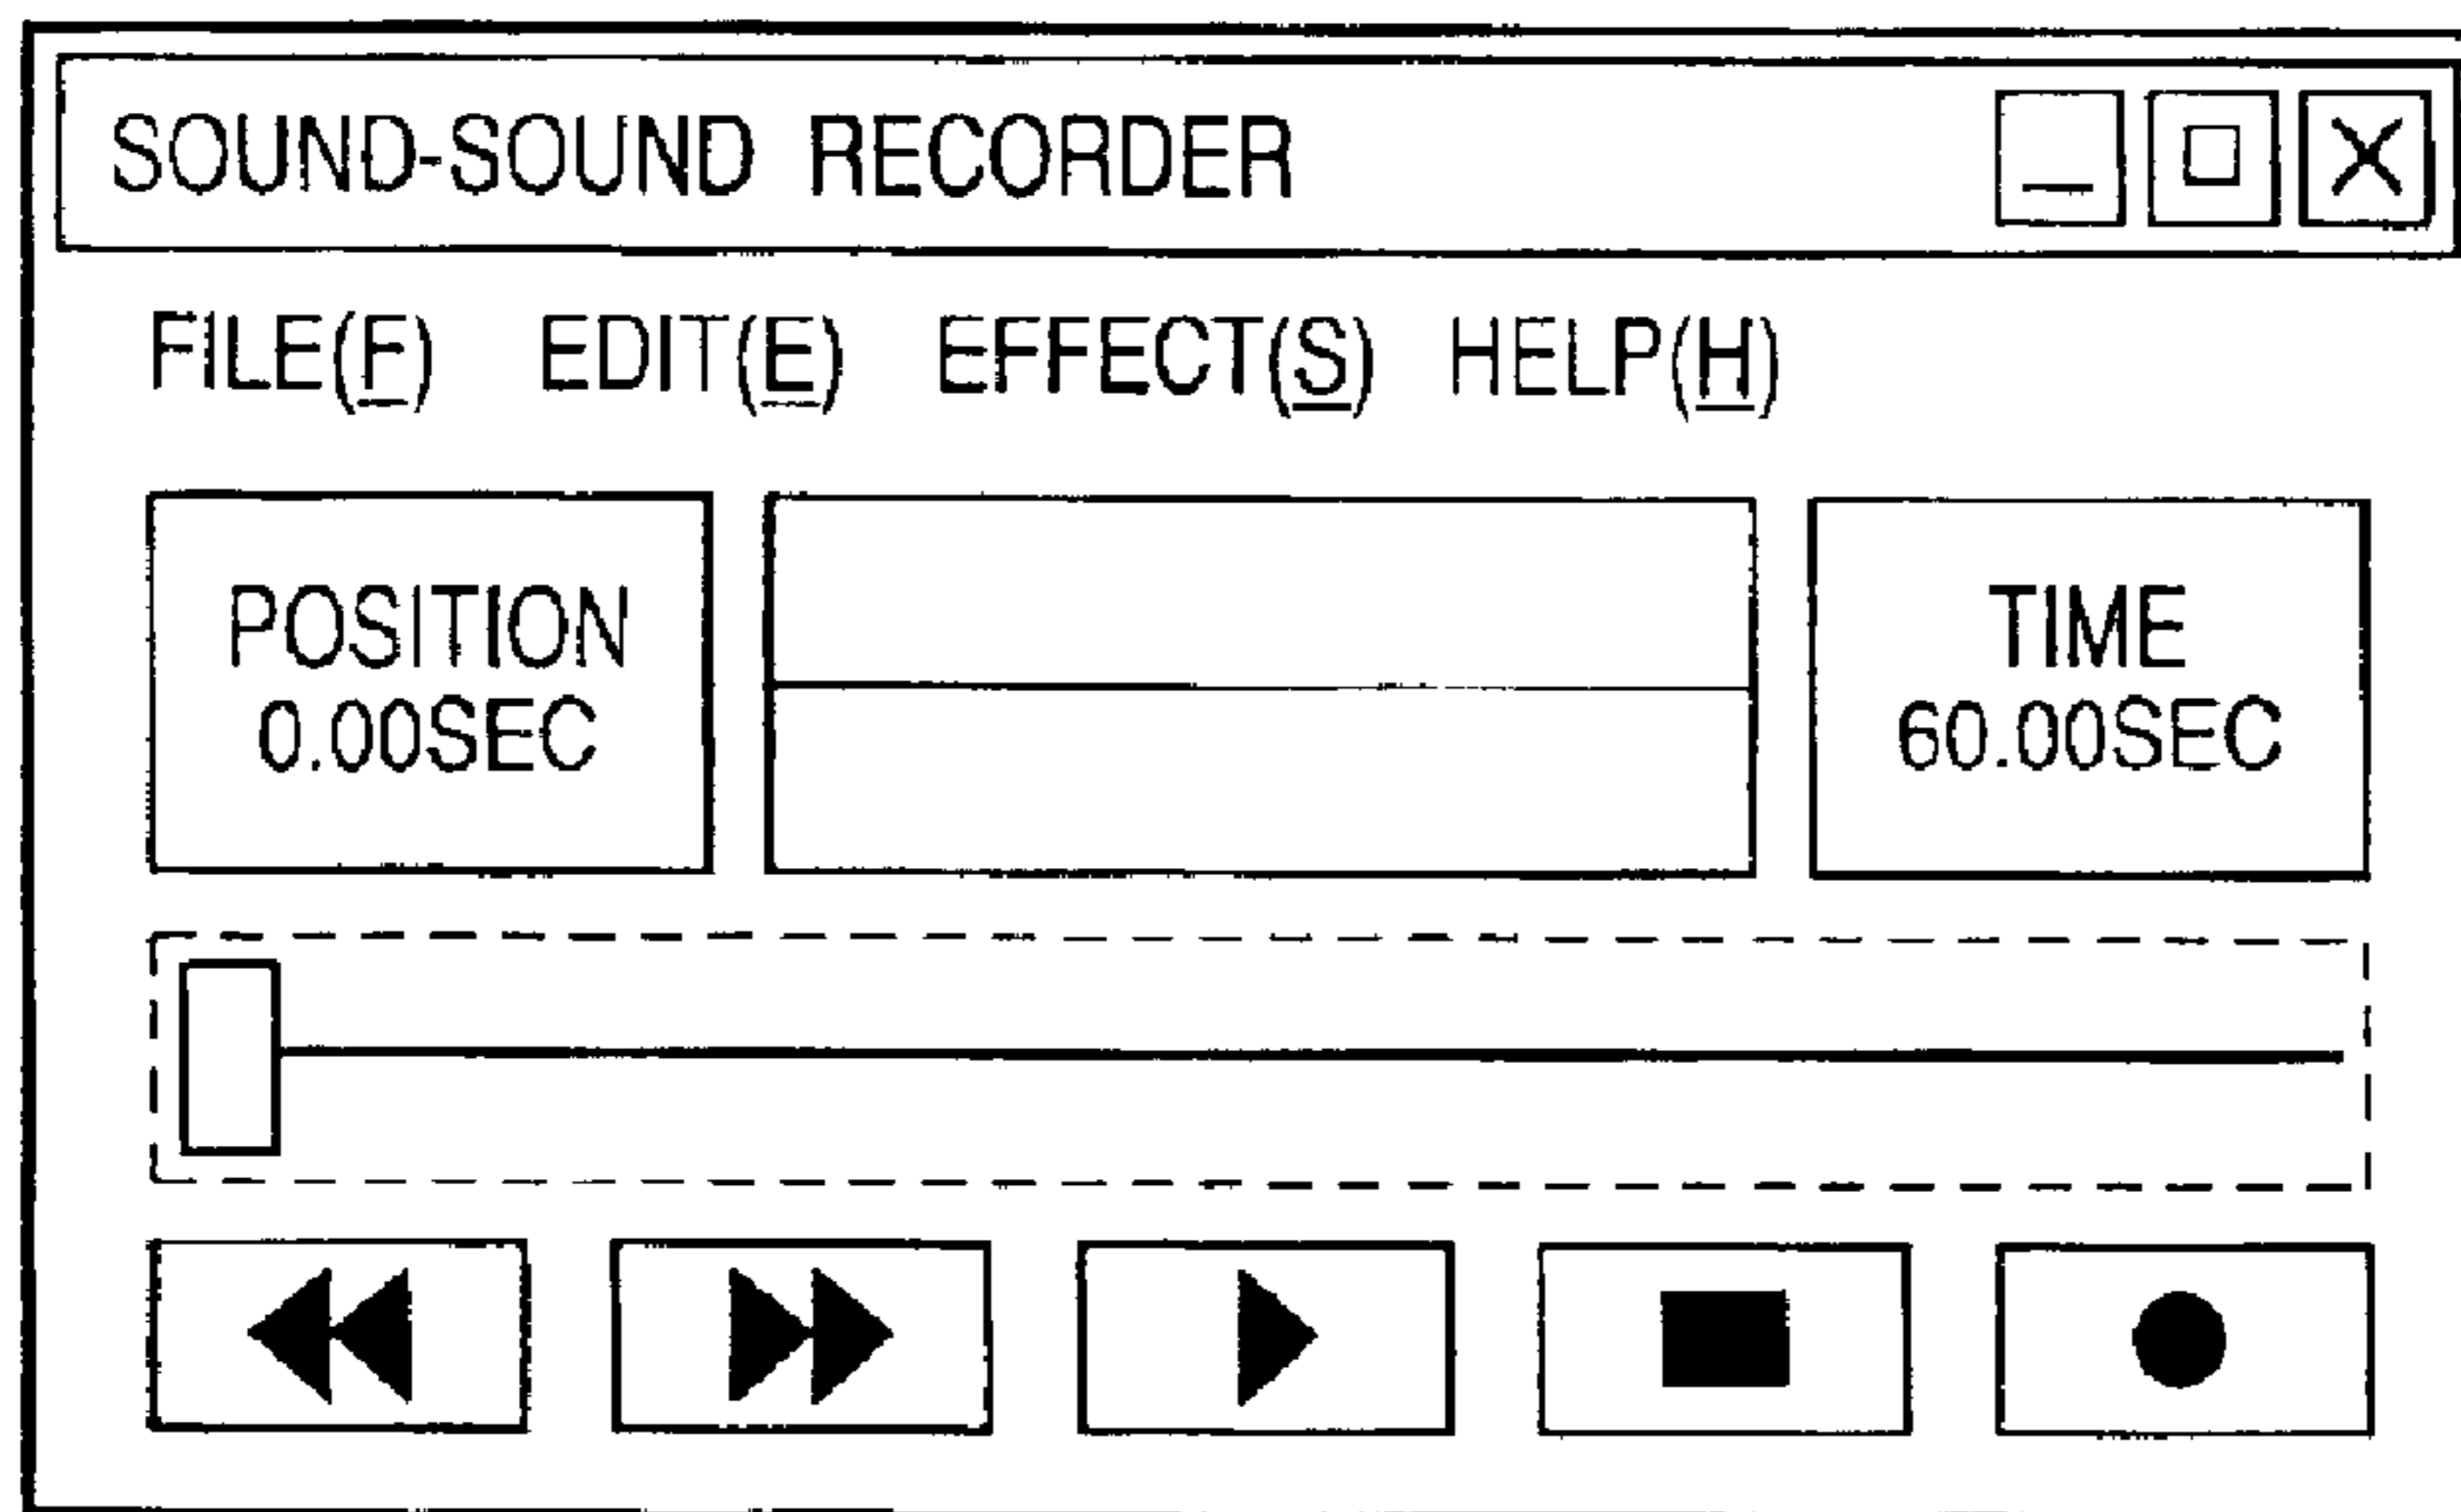 SOUND-SOUND RECORDER
FILE(F) EDIT(E) EFFECT(S) HELP(H)
POSITION
0.00SEC
TIME
60.00SEC